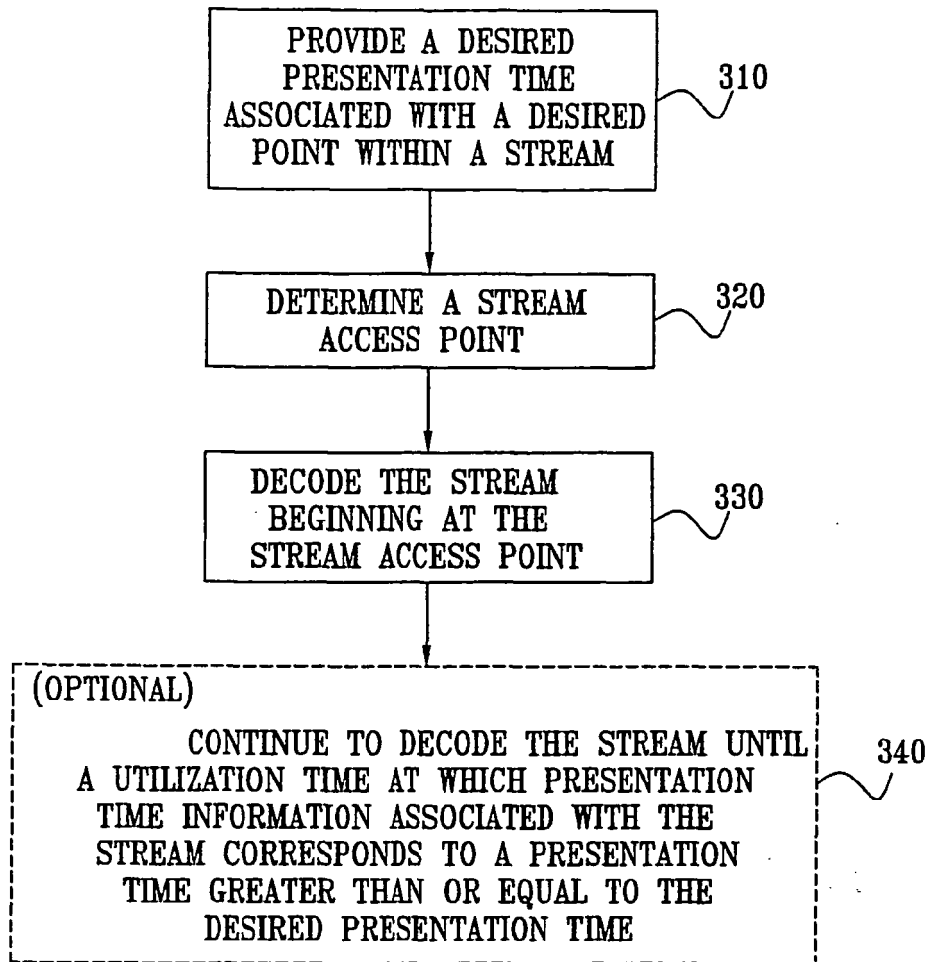 PROVIDE A DESIRED
PRESENTATION TIME
ASSOCIATED WITH A DESIRED
POINT WITHIN A STREAM
310
DETERMINE A STREAM
ACCESS POINT
320
DECODE THE STREAM
BEGINNING AT THE
STREAM ACCESS POINT
330
(OPTIONAL)
CONTINUE TO DECODE THE STREAM UNTIL
A UTILIZATION TIME AT WHICH PRESENTATION
TIME INFORMATION ASSOCIATED WITH THE
STREAM CORRESPONDS TO A PRESENTATION
TIME GREATER THAN OR EQUAL TO THE
DESIRED PRESENTATION TIME
340